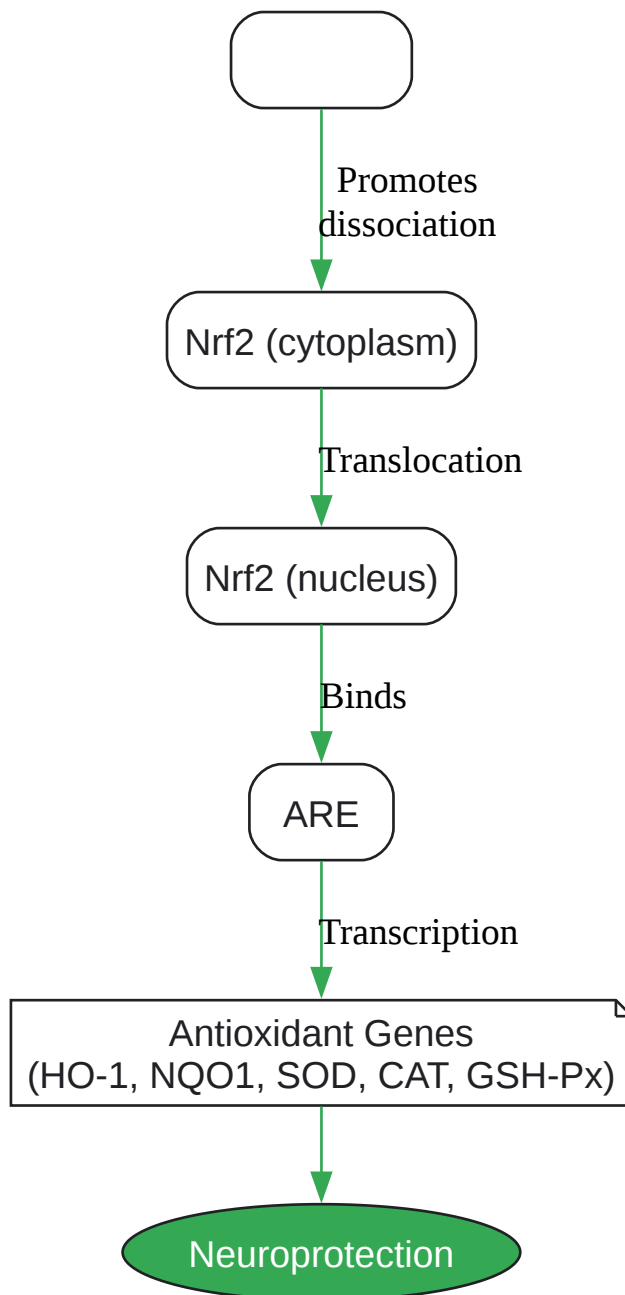 Promotes
dissociation
Nrf2 (cytoplasm)
Translocation
Nrf2 (nucleus)
Binds
ARE
Transcription
Antioxidant Genes
(HO-1, NQO1, SOD, CAT, GSH-Px)
Neuroprotection